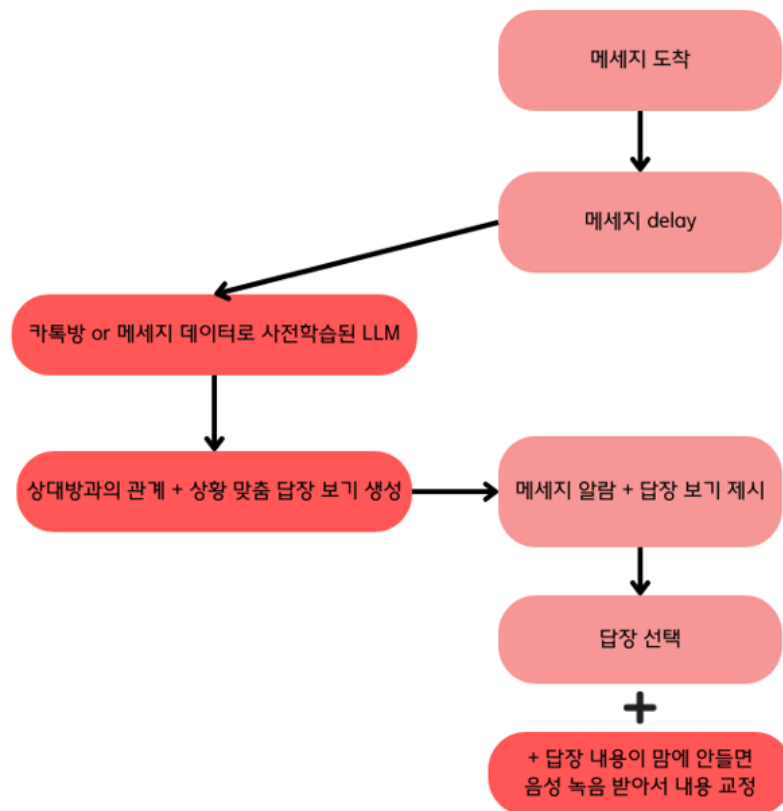 메세지 도착
메세지 delay
카톡방 or 메세지 데이터로 사전학습된 LLM
상대방과의 관계 + 상황 맞춤 답장 보기 생성
메세지 알람 + 답장 보기 제시
답장 선택
+ 답장 내용이 맘에 안들면
음성 녹음 받아서 내용 교정